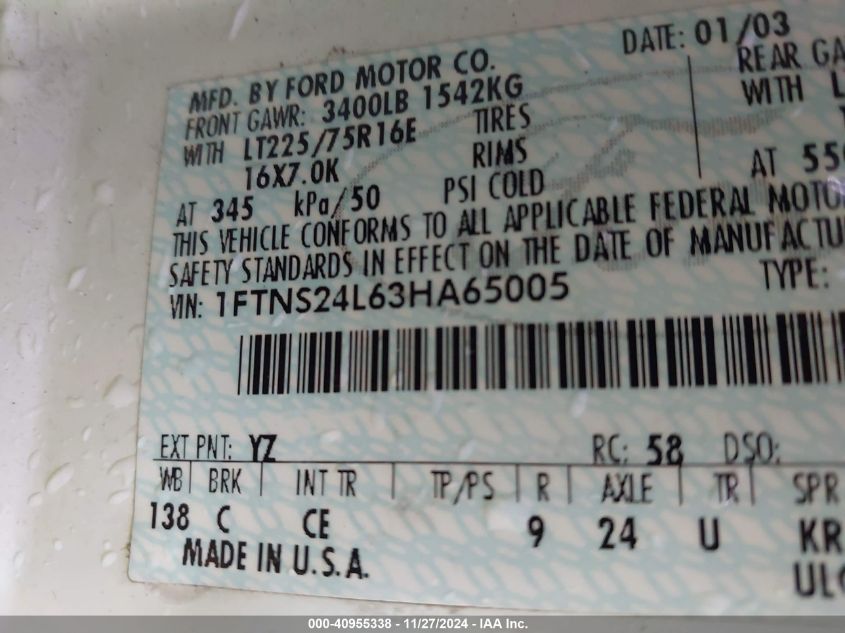 DATE: 01/03
MFD. BY FORD MOTOR CO.
FRONT GAWR: 3400LB 1542KG
REAR GA
WITH LT225/75R16E TIRES
WITH L
16X7.0K RIMS
AT 345 kPa/50 PSI COLD
AT 55
THIS VEHICLE CONFORMS TO ALL APPLICABLE FEDERAL MOTO
SAFETY STANDARDS IN EFFECT ON THE DATE OF MANUFACTU
VIN: 1FTNS24L63HA65005
TYPE:
EXT PNT: YZ RC: 58 DSO:
WB BRK INT TR TP/PS R AXLE TR SPR
138 C CE 9 24 U KR
MADE IN U.S.A.
ULC
000-40955338 - 11/27/2024 - IAA Inc.